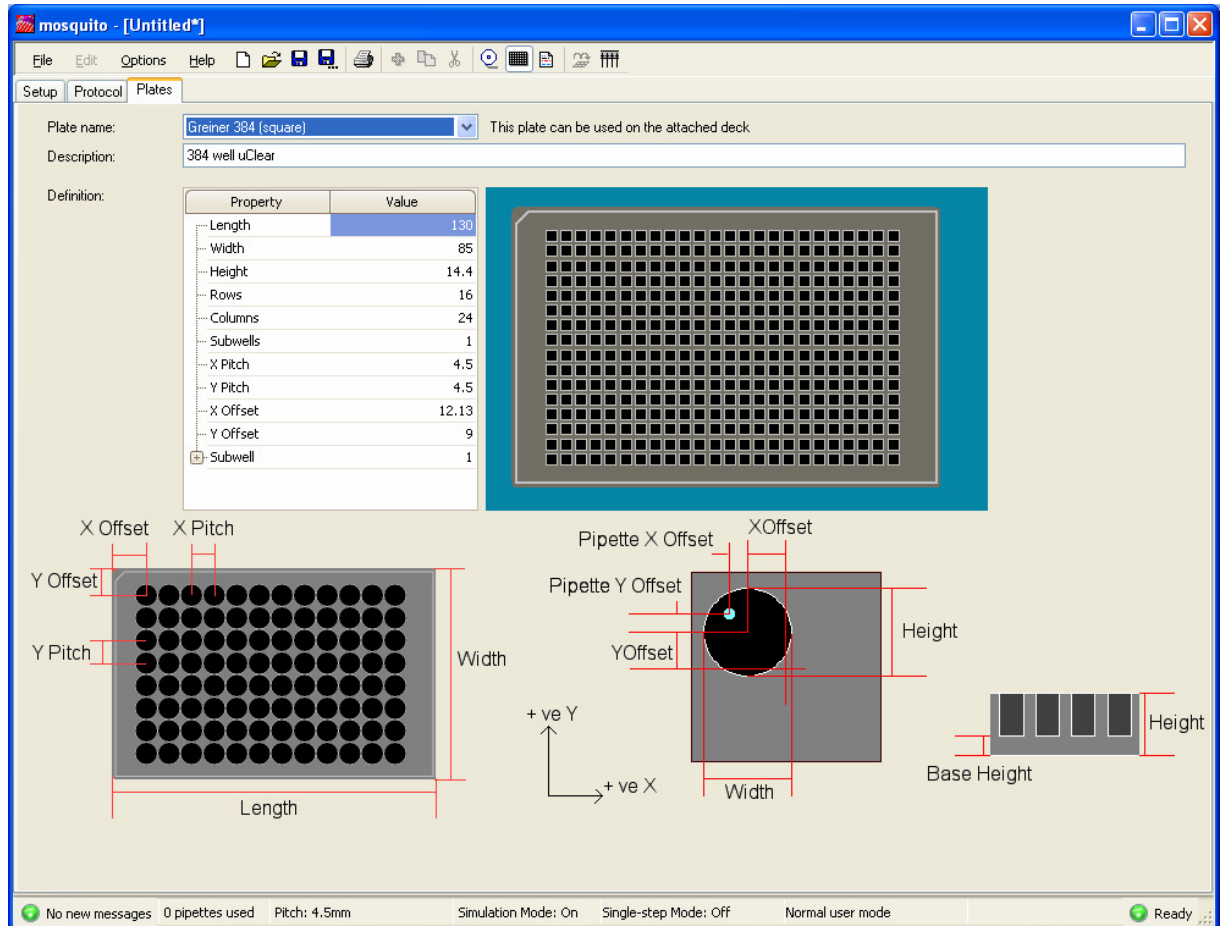 mosquito - [Untitled*]
File Edit Options Help
Setup Protocol Plates
Plate name: Greiner 384 (square) This plate can be used on the attached deck
Description: 384 well uClear
Definition:
Property Value
Length 130
Width 85
Height 14.4
Rows 16
Columns 24
Subwells 1
X Pitch 4.5
Y Pitch 4.5
X Offset 12.13
Y Offset 9
Subwell 1
X Offset X Pitch
Y Offset
Y Pitch
Width
Length
+ ve Y
+ ve X
Pipette X Offset
XOffset
Pipette Y Offset
YOffset
Height
Width
Height
Base Height
No new messages 0 pipettes used Pitch: 4.5mm Simulation Mode: On Single-step Mode: Off Normal user mode Ready